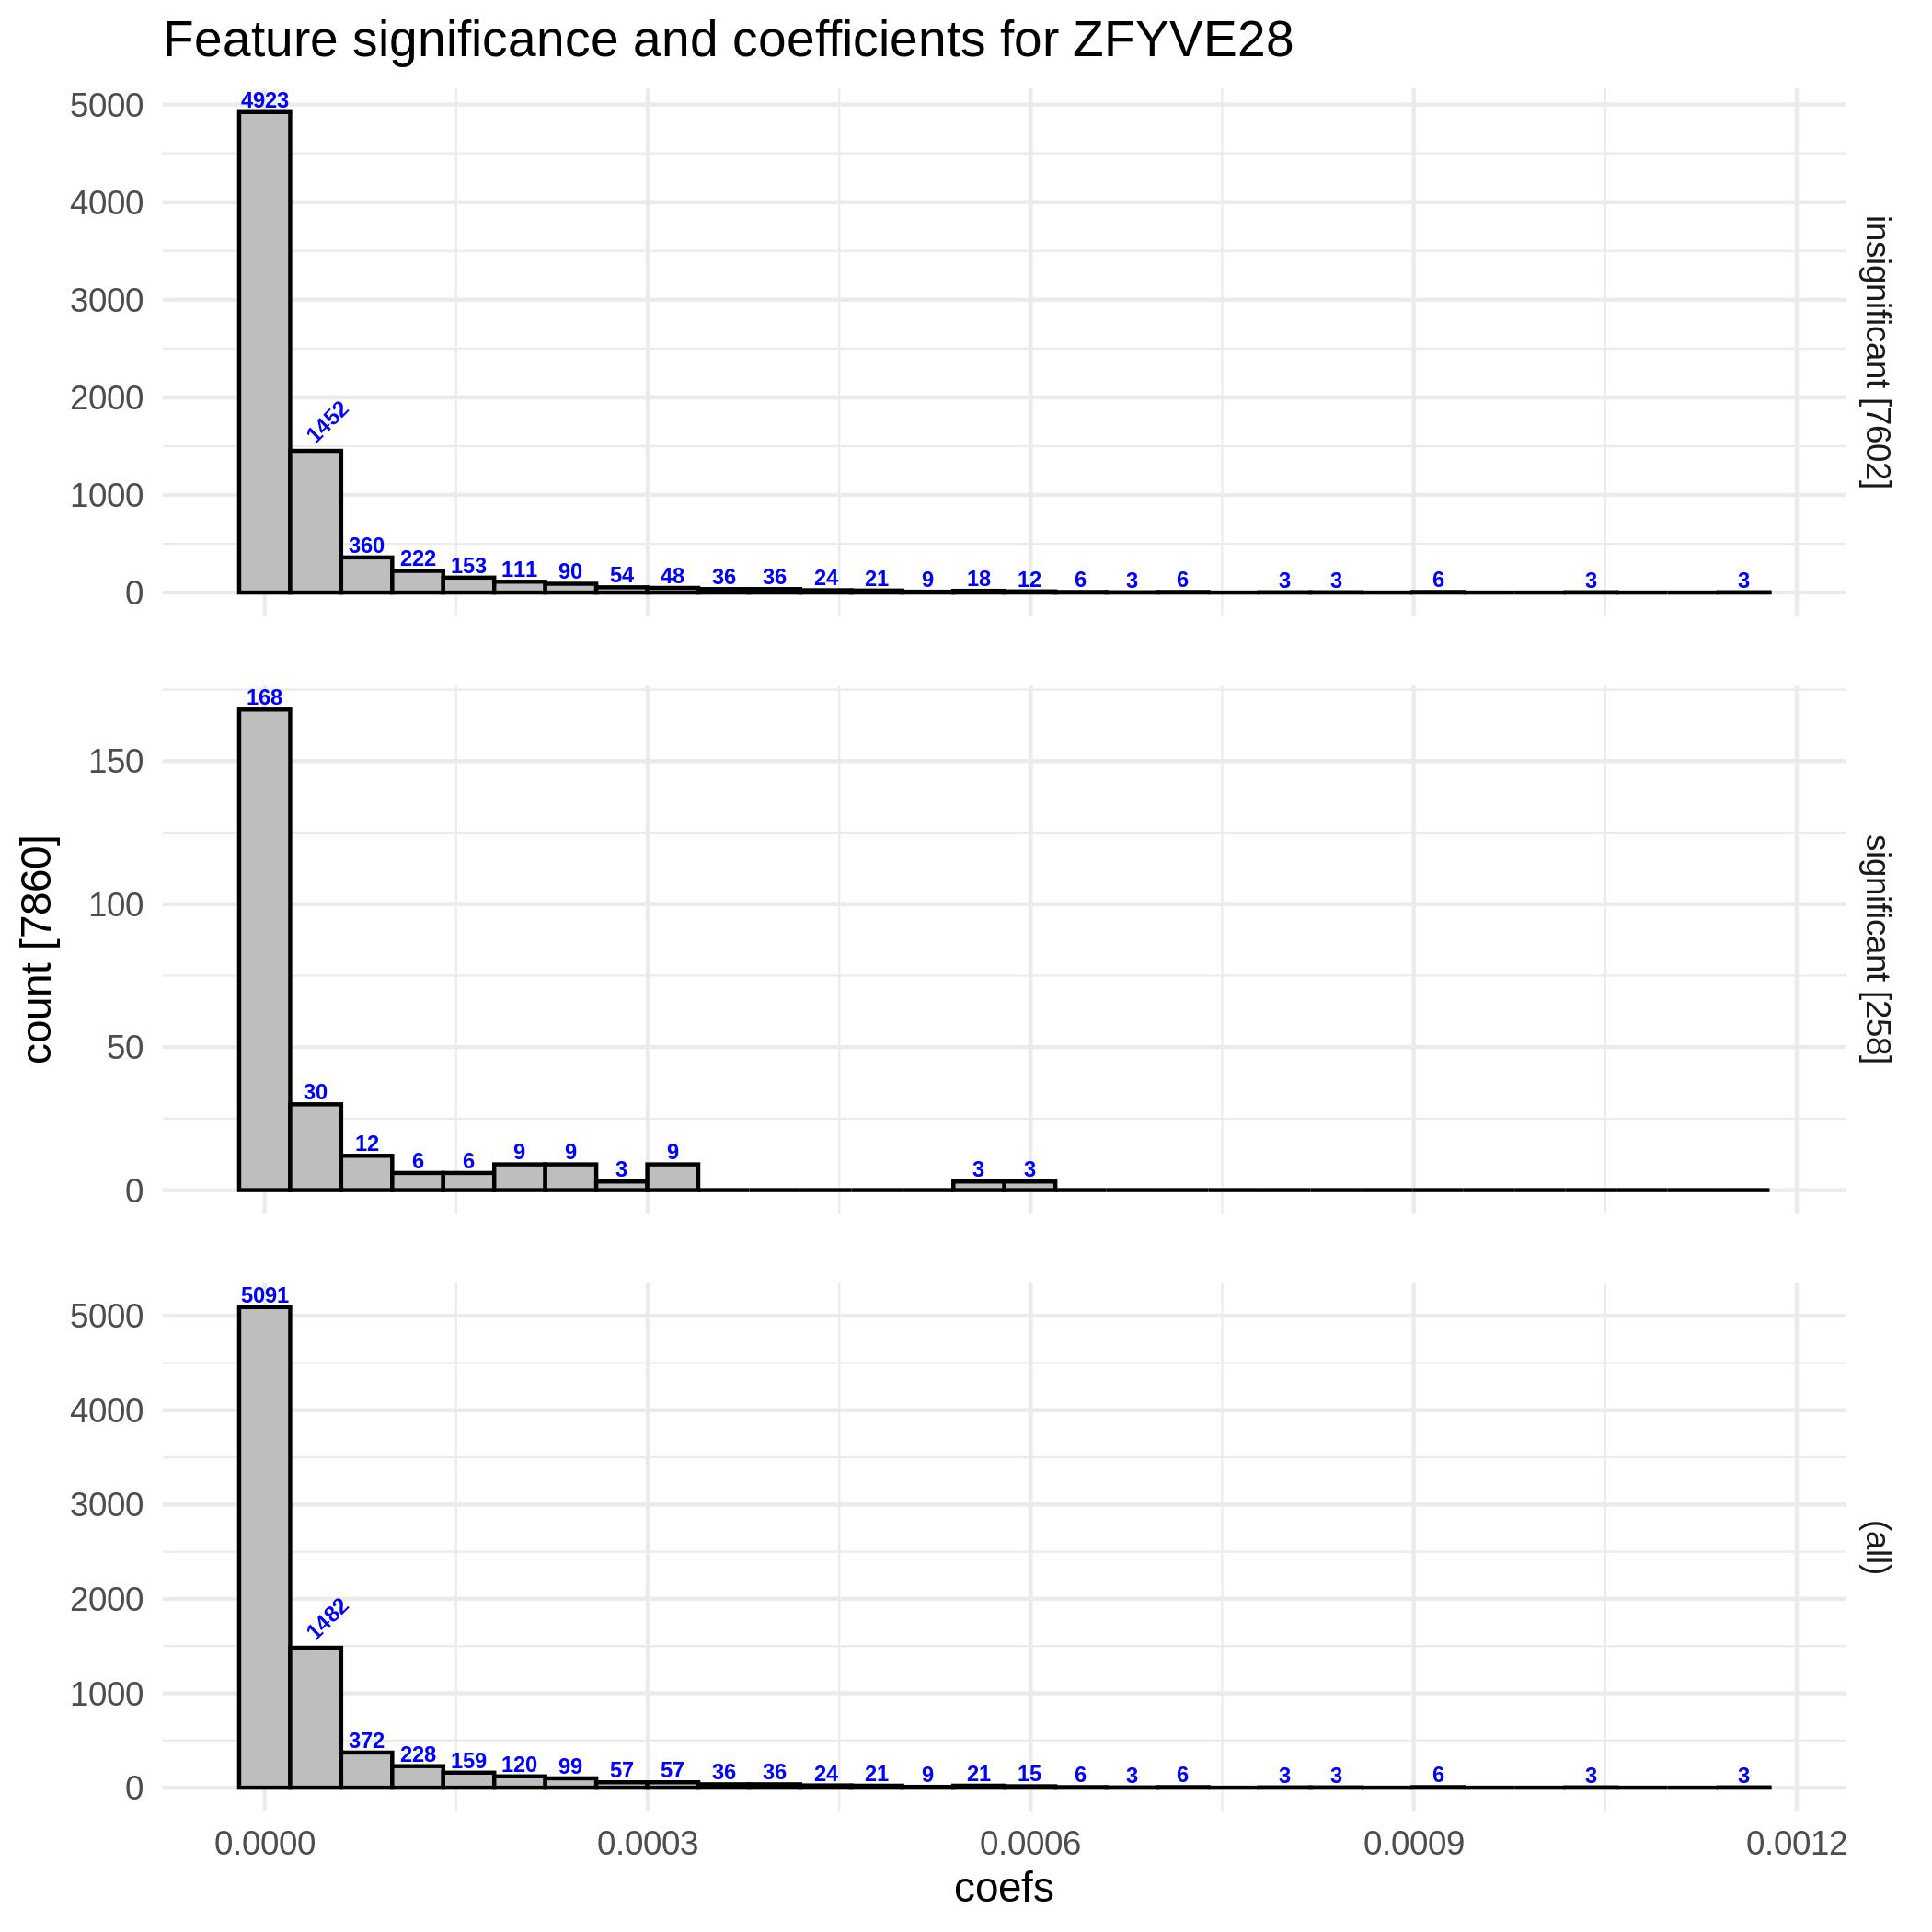 Feature significance and coefficients for ZFYVE28
count [7860]
5000
4000
3000
2000
1000
0
4923
1452
360 222 153 111 90 54 48 36 36 24 21 9 18 12 6 3 6 3 3 6 3 3
insignificant [7602]
150
100
50
0
168
30
12 6 6 9 9 3 9 3 3
significant [258]
5000
4000
3000
2000
1000
0
5091
1482
372 228 159 120 99 57 57 36 36 24 21 9 21 15 6 3 6 3 3 6 3 3
(all)
0.0000 0.0003 0.0006 0.0009 0.0012
coefs